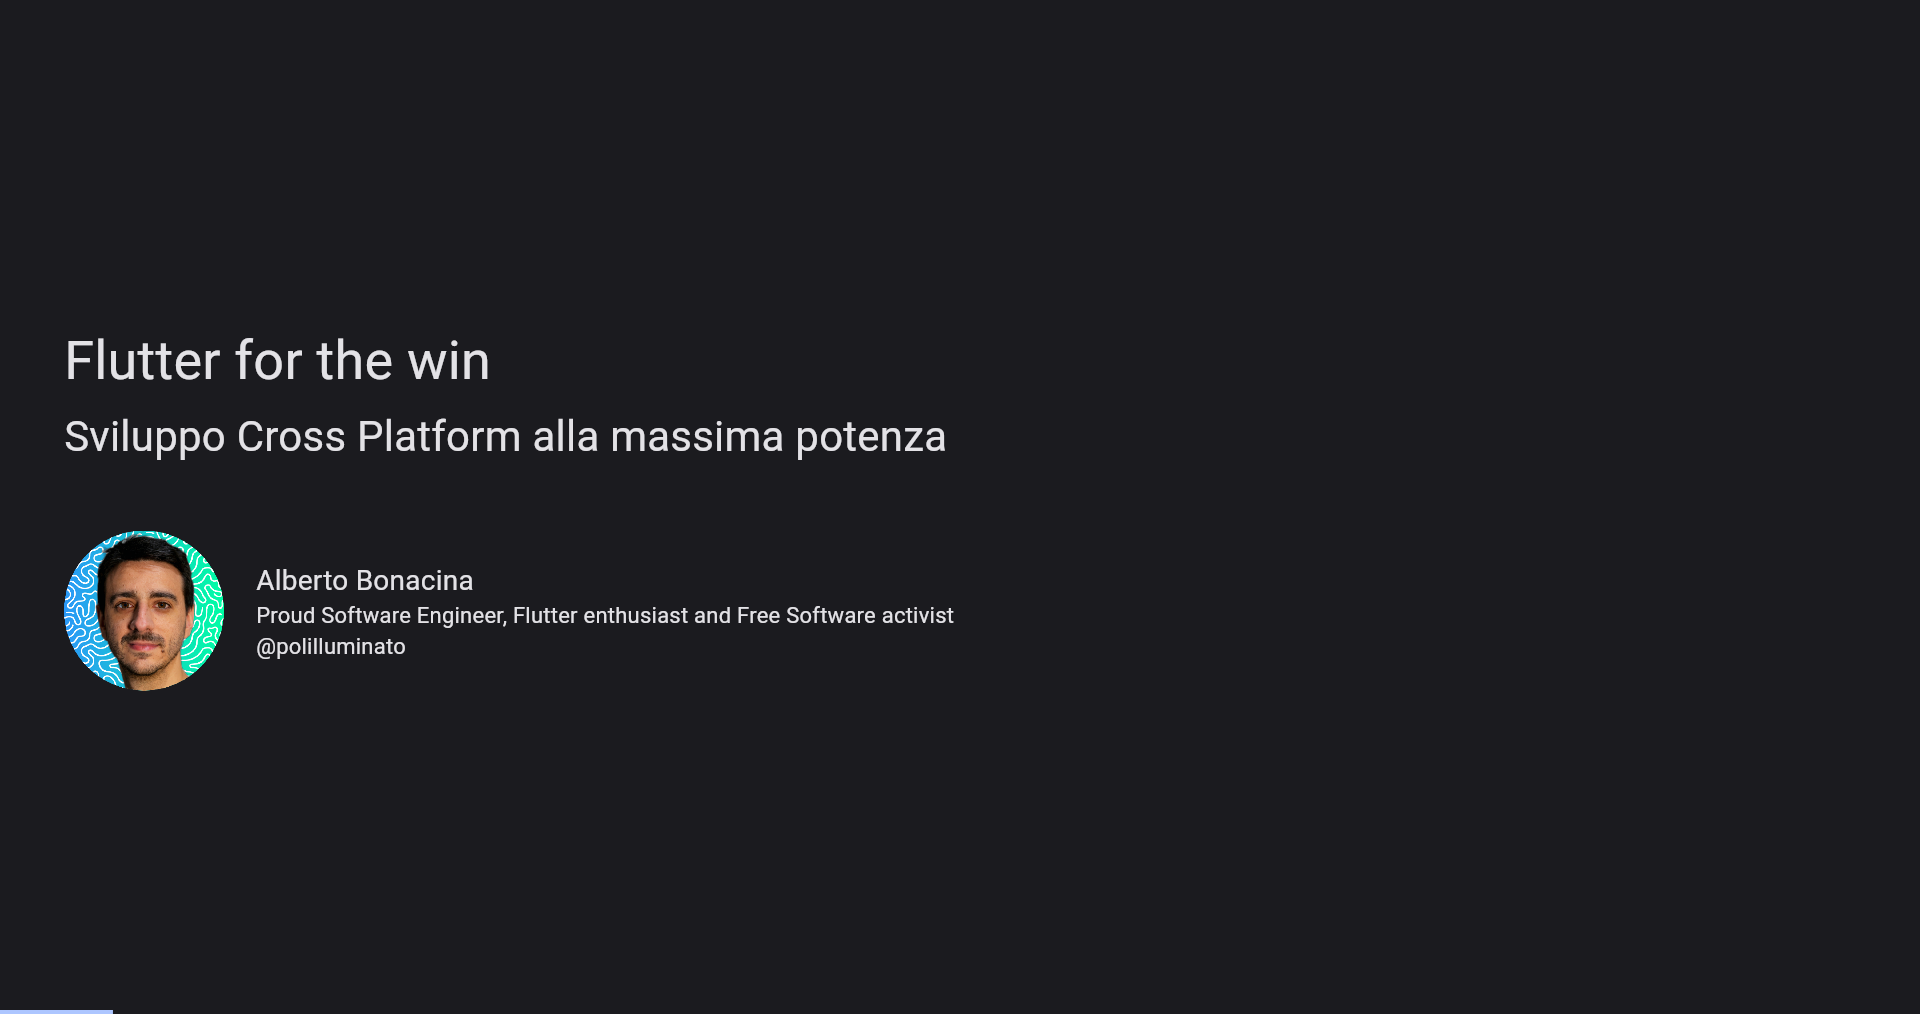 Flutter for the win
Sviluppo Cross Platform alla massima potenza
Alberto Bonacina
Proud Software Engineer, Flutter enthusiast and Free Software activist
@polilluminato